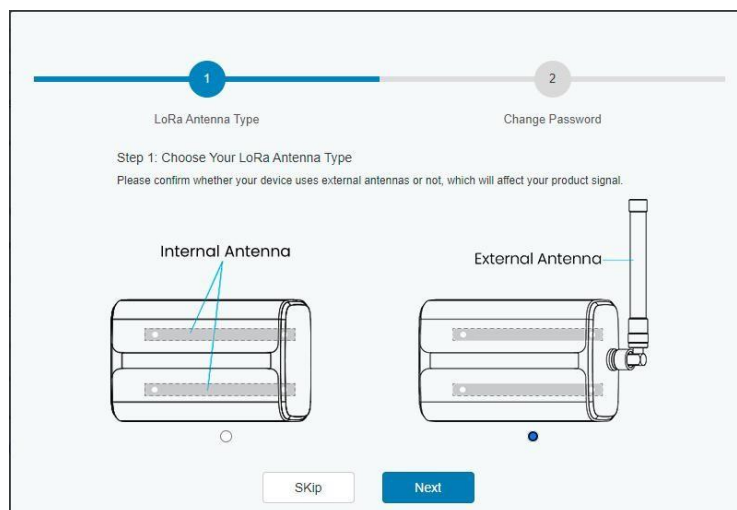 1
2
LoRa Antenna Type
Change Password
Step 1: Choose Your LoRa Antenna Type
Please confirm whether your device uses external antennas or not, which will affect your product signal.
Internal Antenna
External Antenna
SKip
Next